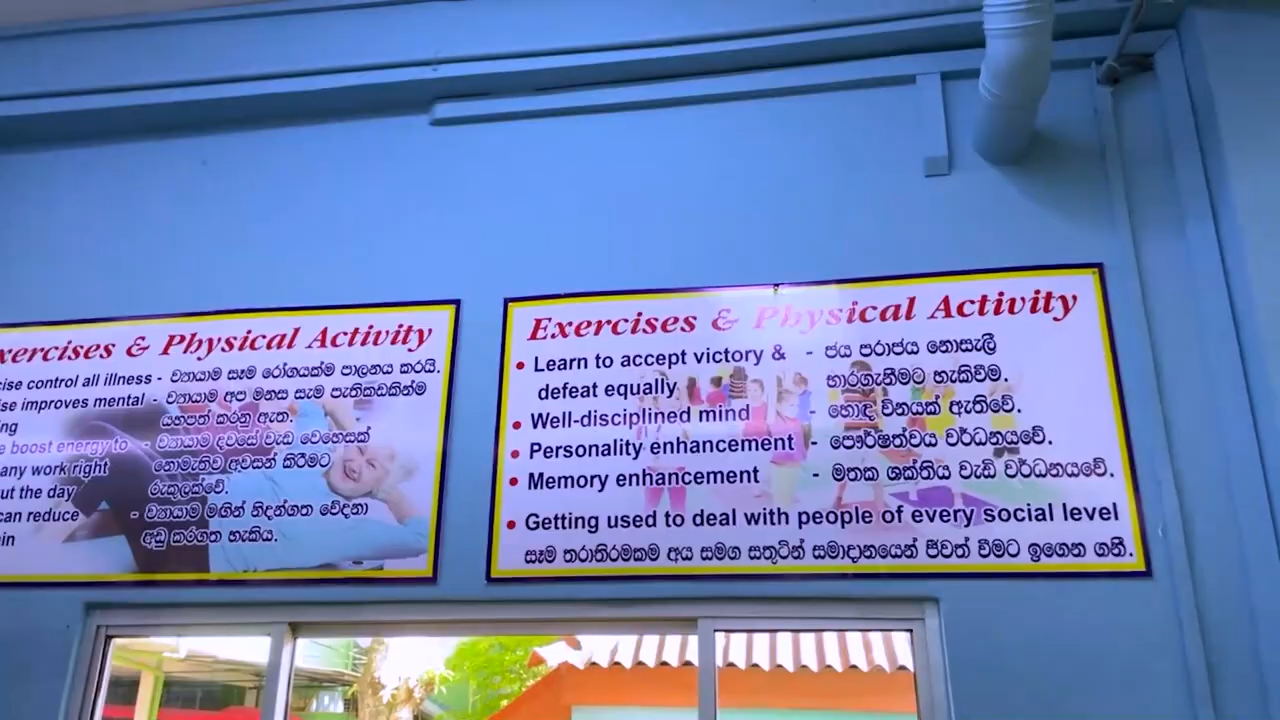 xercises & Physical Activity
cise control all illness - ව්‍යායාම සෑම රෝගයක්ම පාලනය කරයි.
ise improves mental - ව්‍යායාම අප මනස සැම පැතිකඩකින්ම
ing යහපත් කරනු ඇත.
e boost energy to - ව්‍යායාම දවසේ වැඩ වෙහෙසක්
any work right නොමැතිව අවසන් කිරීමට
ut the day රුකුලක්වේ.
can reduce - ව්‍යායාම මඟින් නිදන්ගත වේදනා
in අඩු කරගත හැකිය.
Exercises & Physical Activity
• Learn to accept victory & - ජය පරාජය නොසැලී
defeat equally භාරගැනීමට හැකිවීම.
• Well-disciplined mind - හොඳ විනයක් ඇතිවේ.
• Personality enhancement - පෞර්ෂත්වය වර්ධනයවේ.
• Memory enhancement - මතක ශක්තිය වැඩි වර්ධනයවේ.
• Getting used to deal with people of every social level
සෑම තරාතිරමකම අය සමග සතුටින් සමාදානයෙන් ජීවත් වීමට ඉගෙන ගනී.